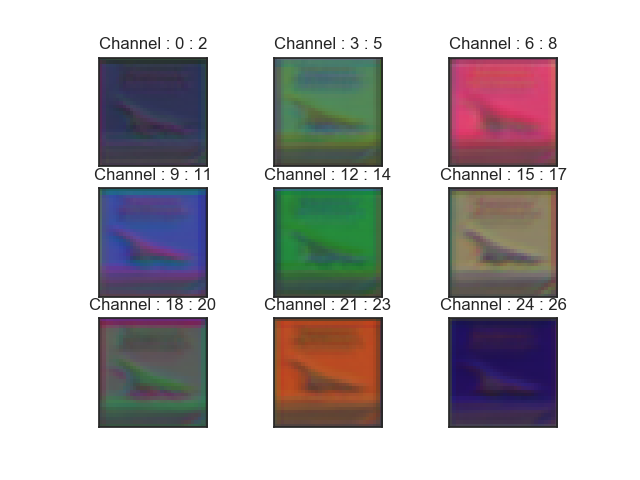 Channel : 0 : 2
Channel : 3 : 5
Channel : 6 : 8
Channel : 9 : 11
Channel : 12 : 14
Channel : 15 : 17
Channel : 18 : 20
Channel : 21 : 23
Channel : 24 : 26